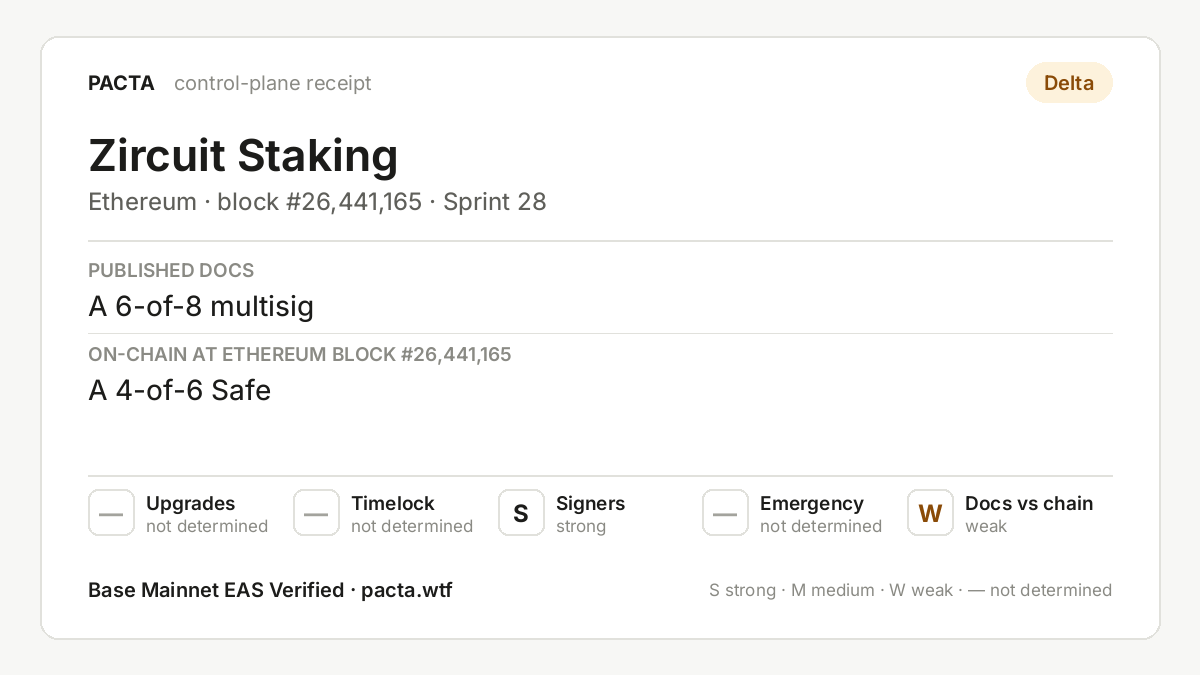 PACTA control-plane receipt
Delta
Zircuit Staking
Ethereum · block #26,441,165 · Sprint 28
PUBLISHED DOCS
A 6-of-8 multisig
ON-CHAIN AT ETHEREUM BLOCK #26,441,165
A 4-of-6 Safe
— Upgrades
not determined
— Timelock
not determined
S Signers
strong
— Emergency
not determined
W Docs vs chain
weak
Base Mainnet EAS Verified · pacta.wtf
S strong · M medium · W weak · — not determined